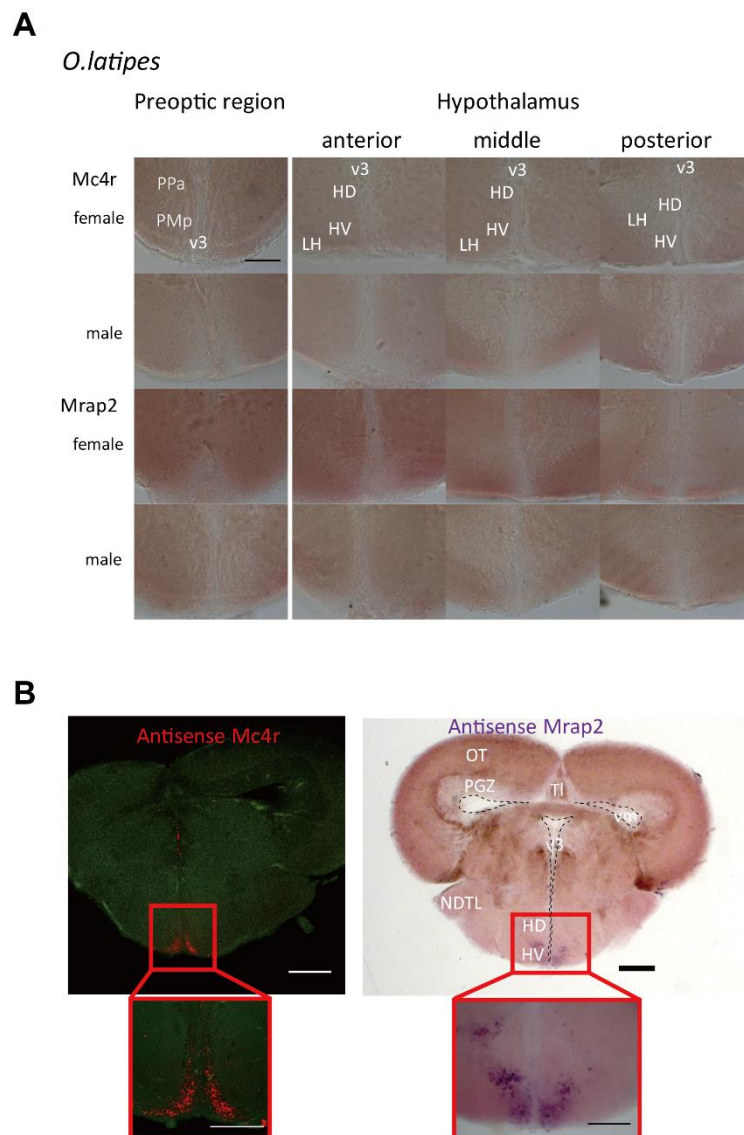 A
O.latipes
Preoptic region Hypothalamus
anterior middle posterior
Mc4r
female
PPa
PMp
v3
v3
HD
HV
LH
v3
HD
HV
LH
v3
HD
LH
HV
male
Mrap2
female
male
B
Antisense Mc4r
Antisense Mrap2
OT
PGZ
Tl
v3
NDTL
HD
HV